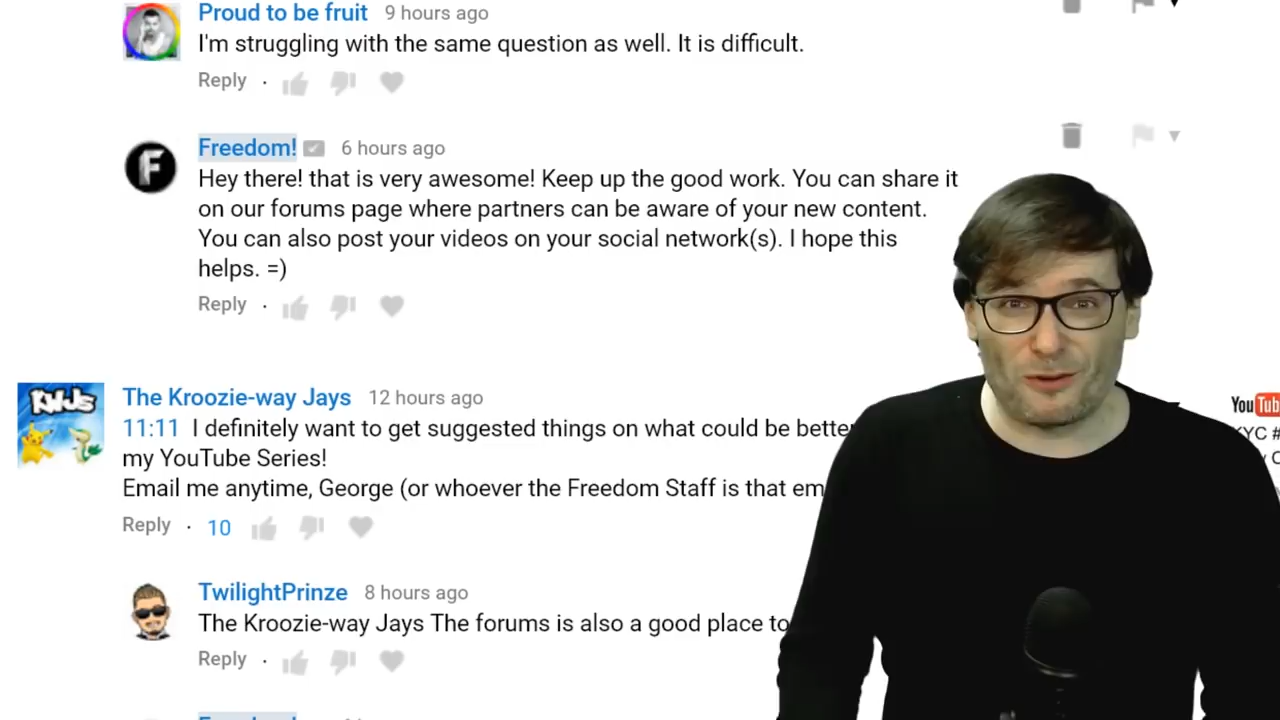 Proud to be fruit 9 hours ago
I'm struggling with the same question as well. It is difficult.
Reply ·
F
Freedom! 6 hours ago
Hey there! that is very awesome! Keep up the good work. You can share it
on our forums page where partners can be aware of your new content.
You can also post your videos on your social network(s). I hope this
helps. =)
Reply ·
KWJs
The Kroozie-way Jays 12 hours ago
11:11 I definitely want to get suggested things on what could be better
my YouTube Series!
Email me anytime, George (or whoever the Freedom Staff is that em
Reply · 10
You Tub
KYC #
TwilightPrinze 8 hours ago
The Kroozie-way Jays The forums is also a good place to
Reply ·